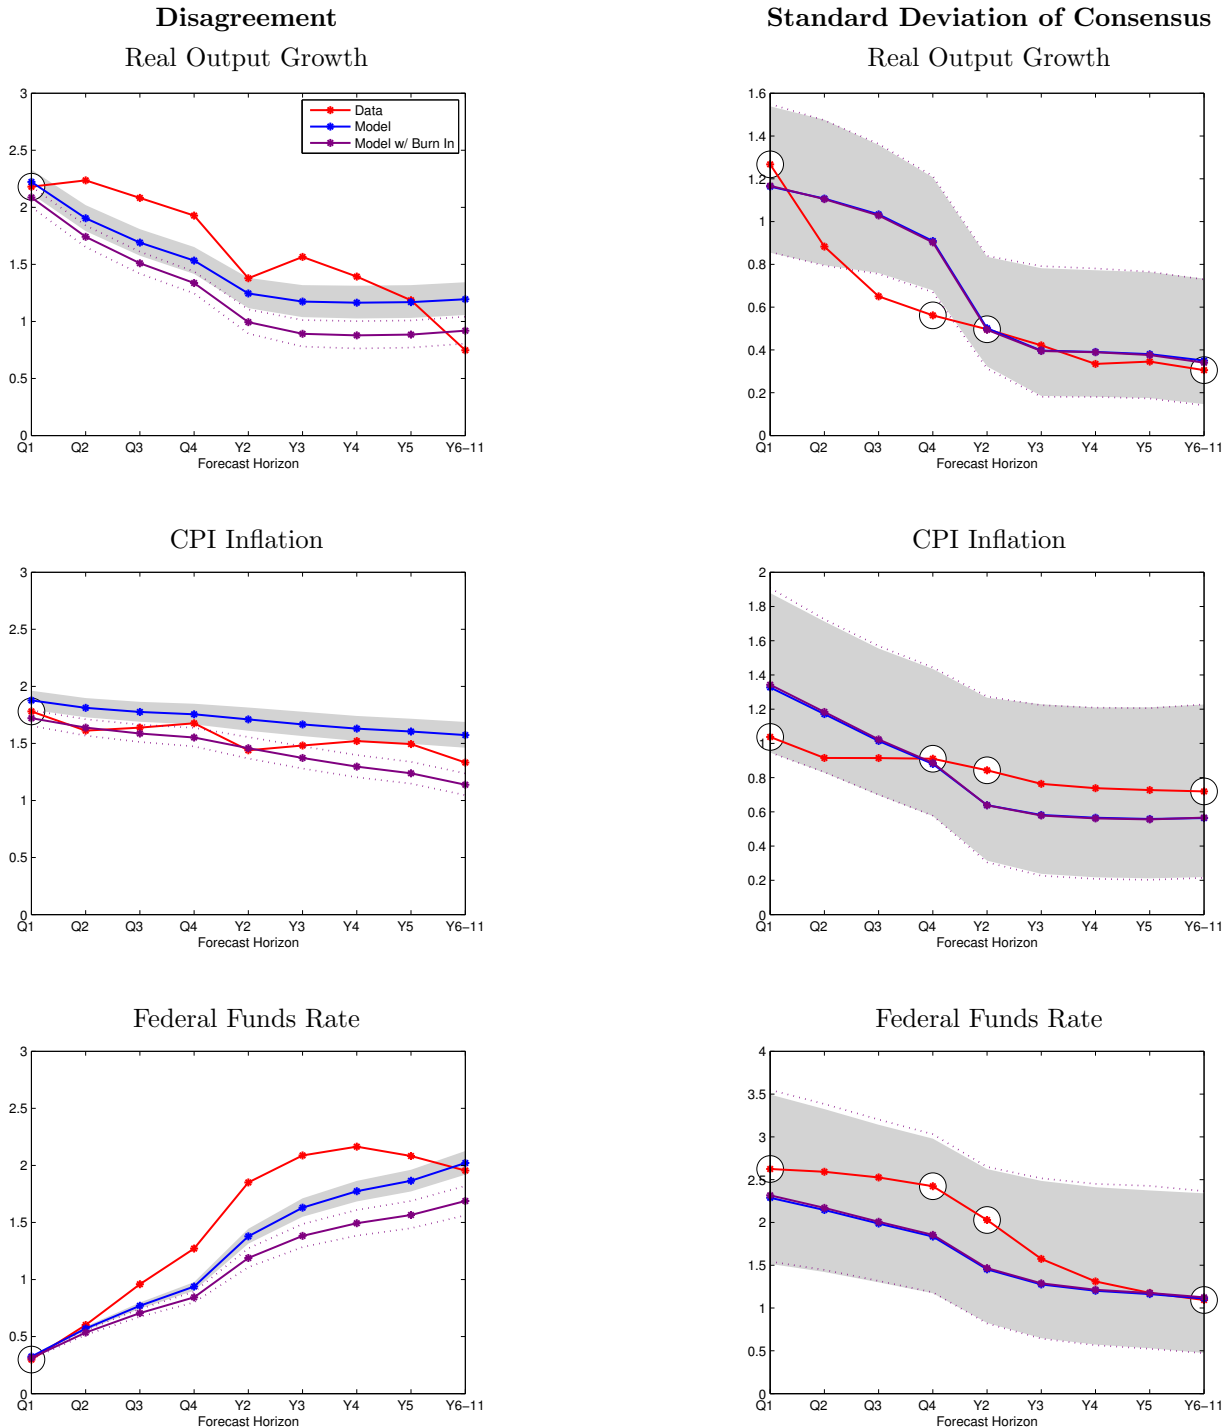 Disagreement
Standard Deviation of Consensus
Real Output Growth
3
2.5
2
1.5
1
0.5
0
Data
Model
Model w/ Burn In
Q1 Q2 Q3 Q4 Y2 Y3 Y4 Y5 Y6-11
Forecast Horizon
Real Output Growth
1.6
1.4
1.2
1
0.8
0.6
0.4
0.2
0
Q1 Q2 Q3 Q4 Y2 Y3 Y4 Y5 Y6-11
Forecast Horizon
CPI Inflation
3
2.5
2
1.5
1
0.5
0
Q1 Q2 Q3 Q4 Y2 Y3 Y4 Y5 Y6-11
Forecast Horizon
CPI Inflation
2
1.8
1.6
1.4
1.2
1
0.8
0.6
0.4
0.2
0
Q1 Q2 Q3 Q4 Y2 Y3 Y4 Y5 Y6-11
Forecast Horizon
Federal Funds Rate
3
2.5
2
1.5
1
0.5
0
Q1 Q2 Q3 Q4 Y2 Y3 Y4 Y5 Y6-11
Forecast Horizon
Federal Funds Rate
4
3.5
3
2.5
2
1.5
1
0.5
0
Q1 Q2 Q3 Q4 Y2 Y3 Y4 Y5 Y6-11
Forecast Horizon